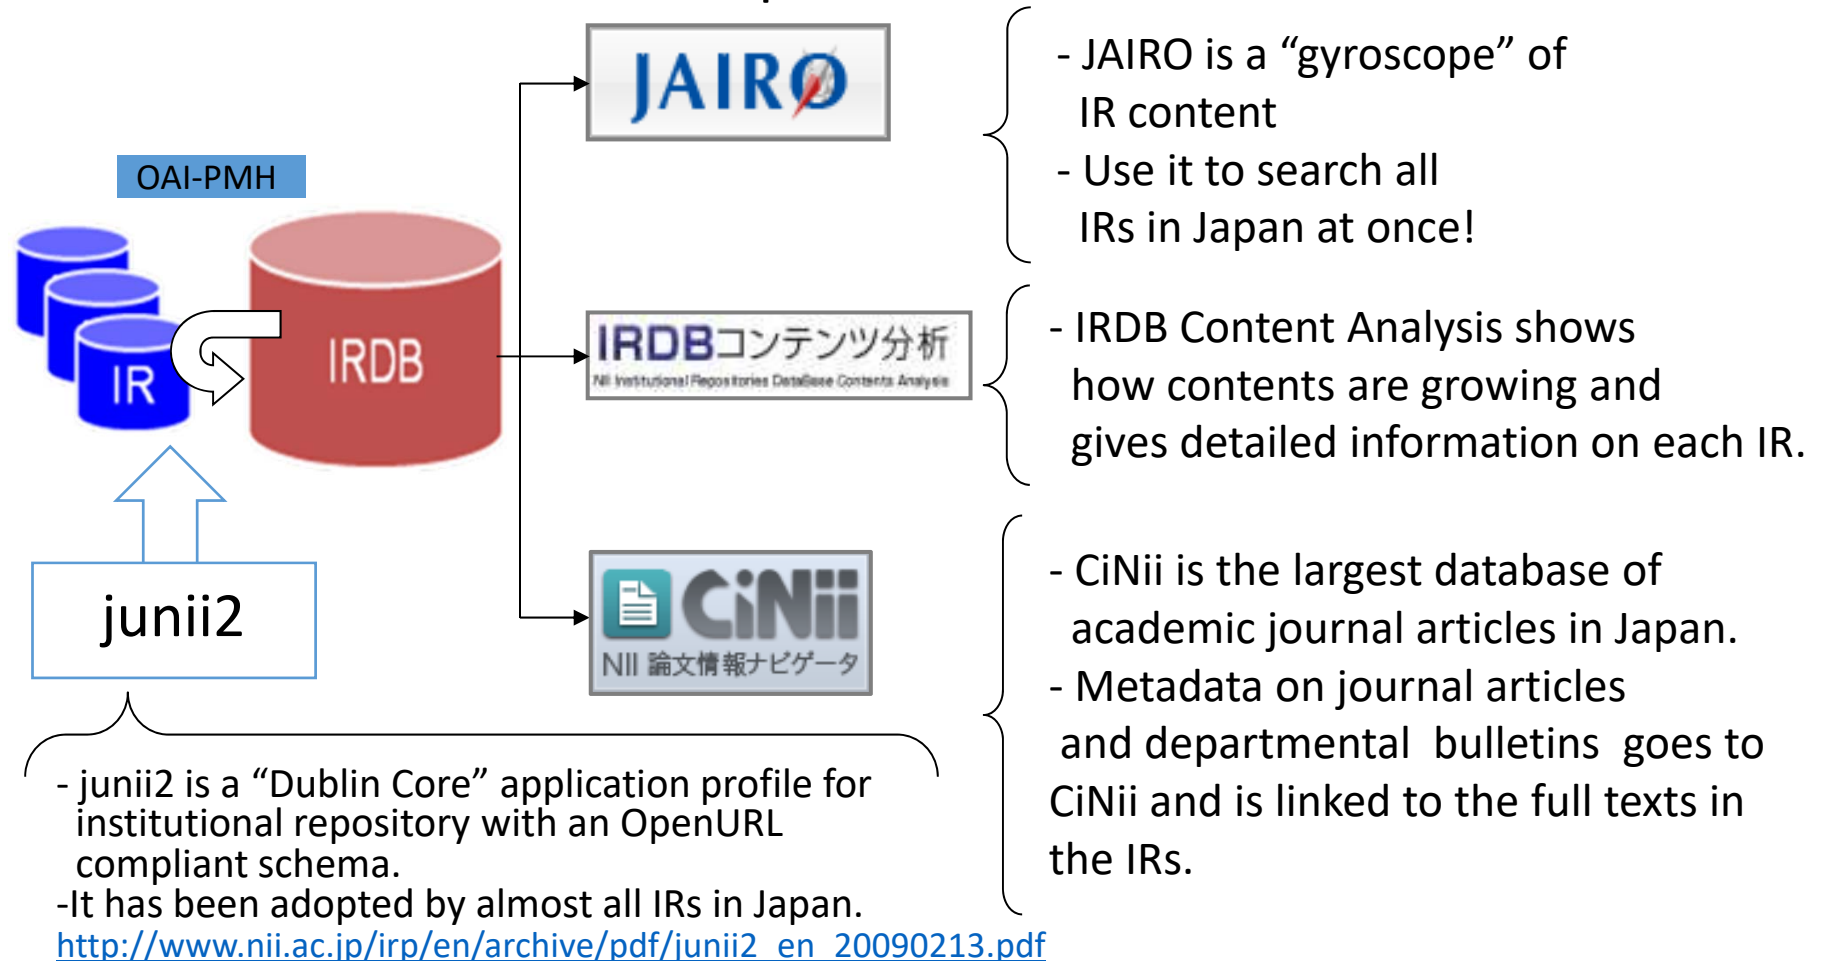 OAI-PMH
IR
IRDB
junii2
JAIRO
IRDBコンテンツ分析
NII Institutional Repositories DataBase Contents Analysis
CiNii
NII 論文情報ナビゲータ
- JAIRO is a “gyroscope” of
IR content
- Use it to search all
IRs in Japan at once!
- IRDB Content Analysis shows
how contents are growing and
gives detailed information on each IR.
- CiNii is the largest database of
academic journal articles in Japan.
- Metadata on journal articles
and departmental bulletins goes to
CiNii and is linked to the full texts in
the IRs.
- junii2 is a “Dublin Core” application profile for
institutional repository with an OpenURL
compliant schema.
-It has been adopted by almost all IRs in Japan.
http://www.nii.ac.jp/irp/en/archive/pdf/junii2_en_20090213.pdf